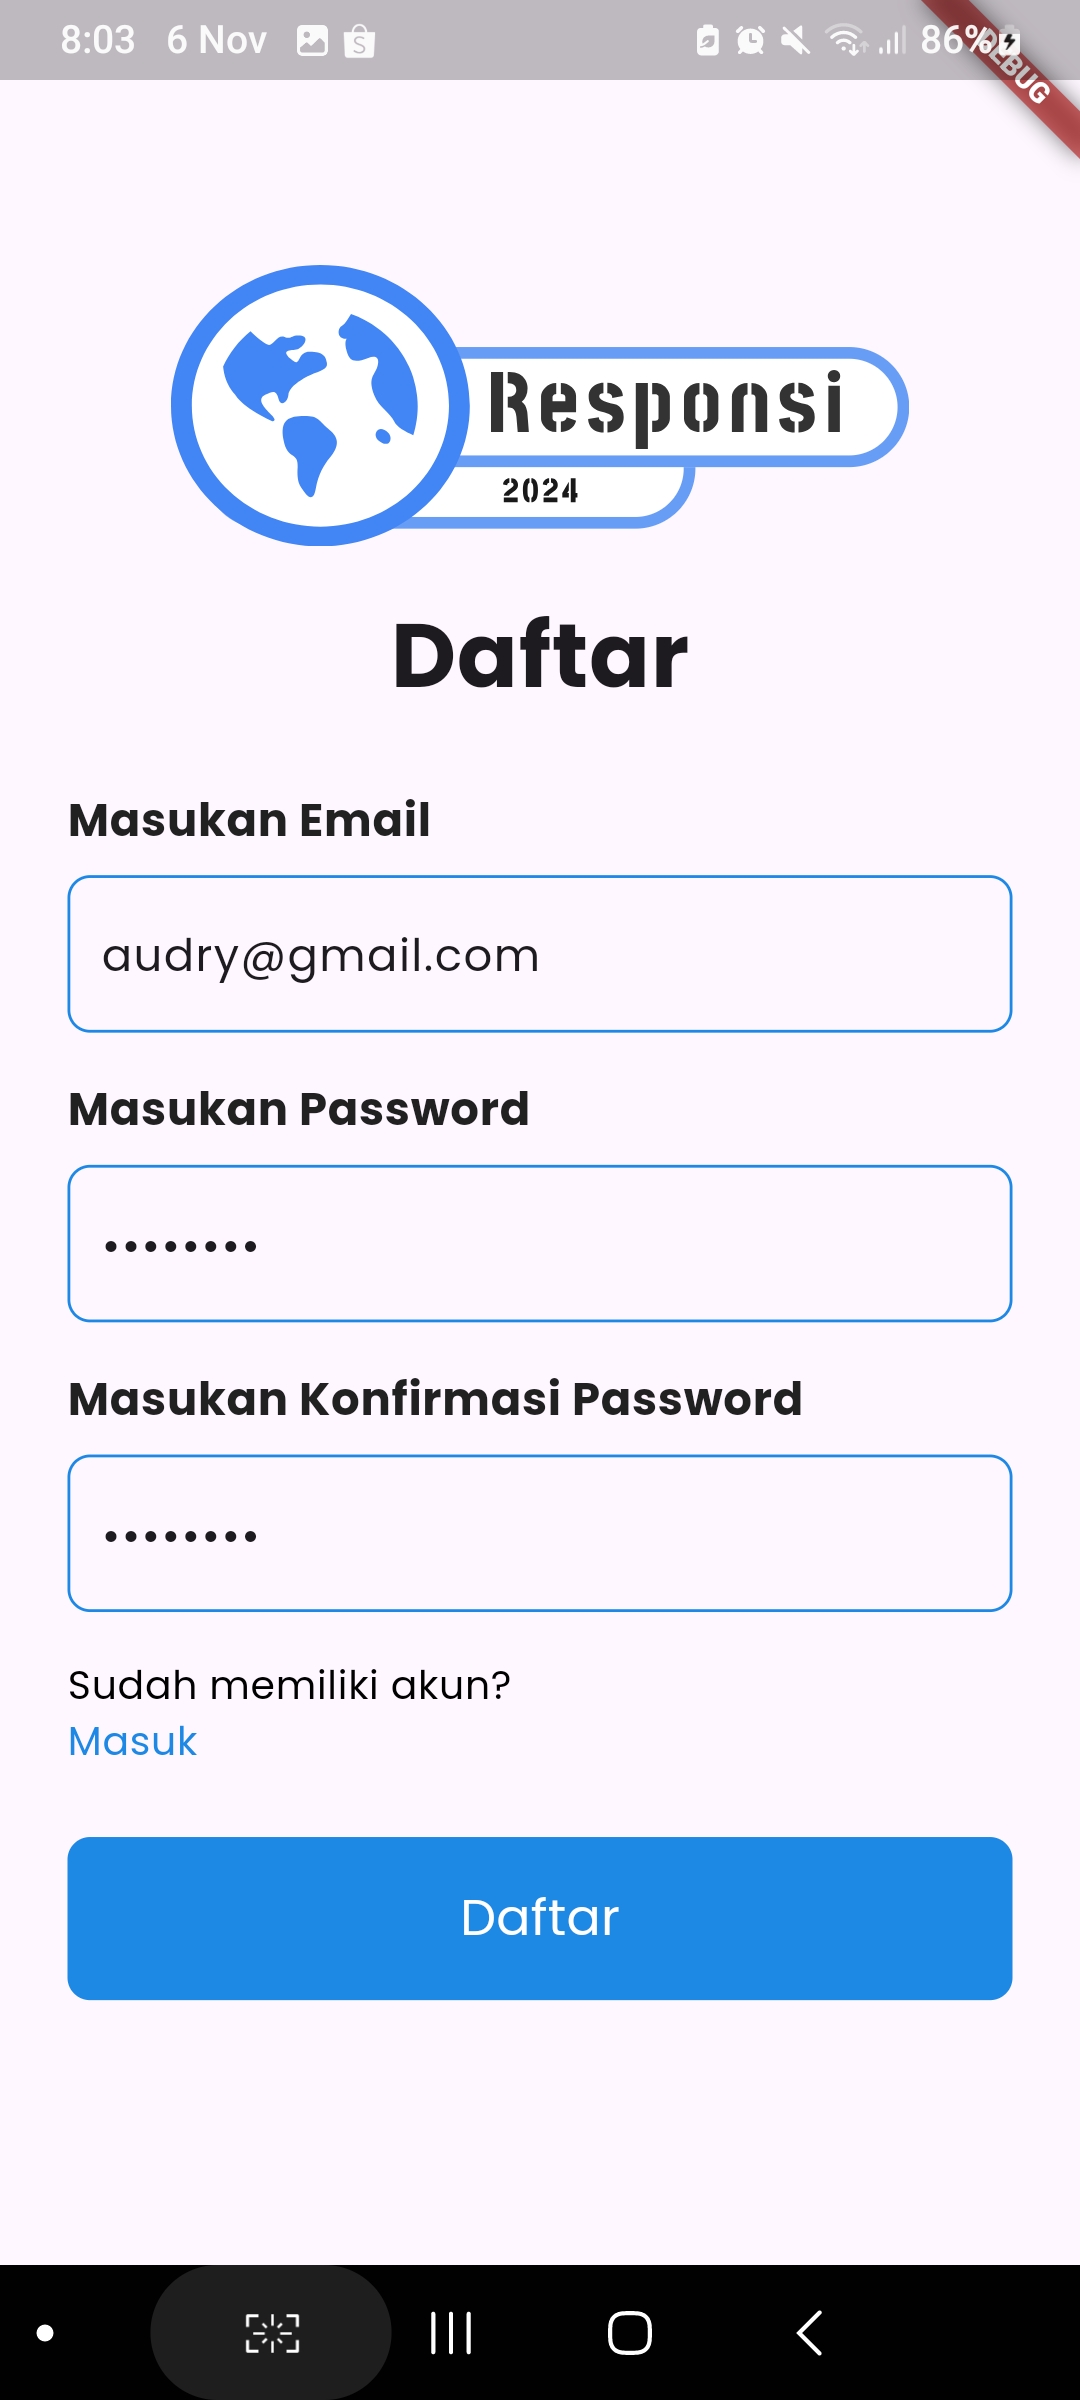 8:03 6 Nov 86%
DEBUG
Responsi
2024
Daftar
Masukan Email
audry@gmail.com
Masukan Password
••••••••
Masukan Konfirmasi Password
••••••••
Sudah memiliki akun?
Masuk
Daftar